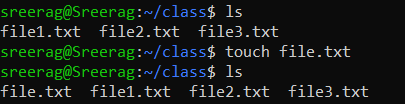 sreerag@Sreerag:~/class$ ls
file1.txt  file2.txt  file3.txt
sreerag@Sreerag:~/class$ touch file.txt
sreerag@Sreerag:~/class$ ls
file.txt  file1.txt  file2.txt  file3.txt